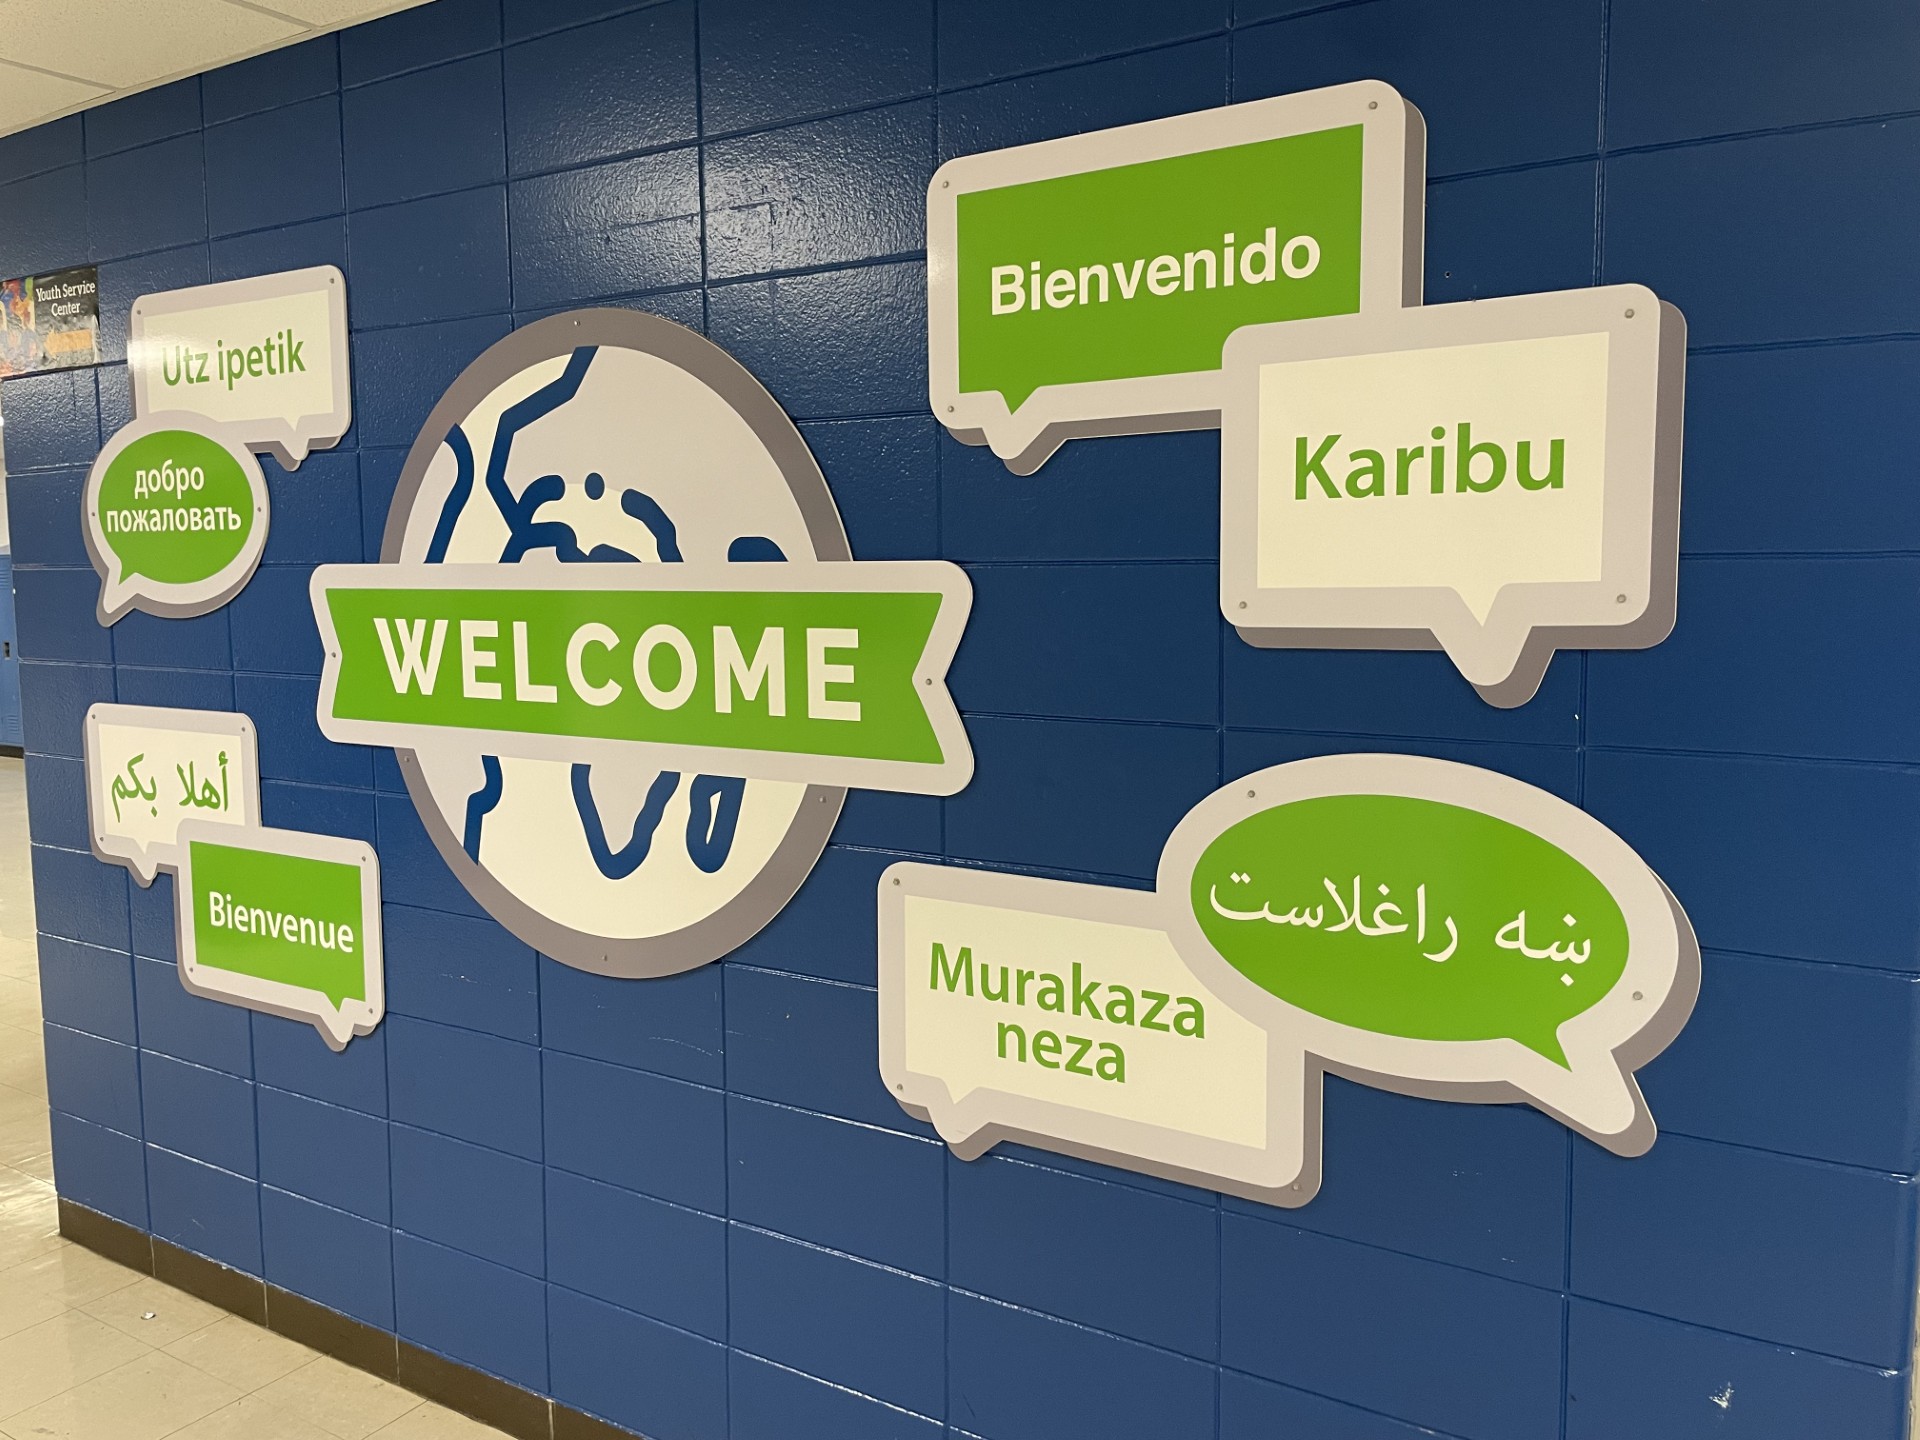 Youth Service
Center
Utz ipetik
добро
пожаловать
WELCOME
أهلا بكم
Bienvenue
Bienvenido
Karibu
Murakaza
neza
ښه راغلاست